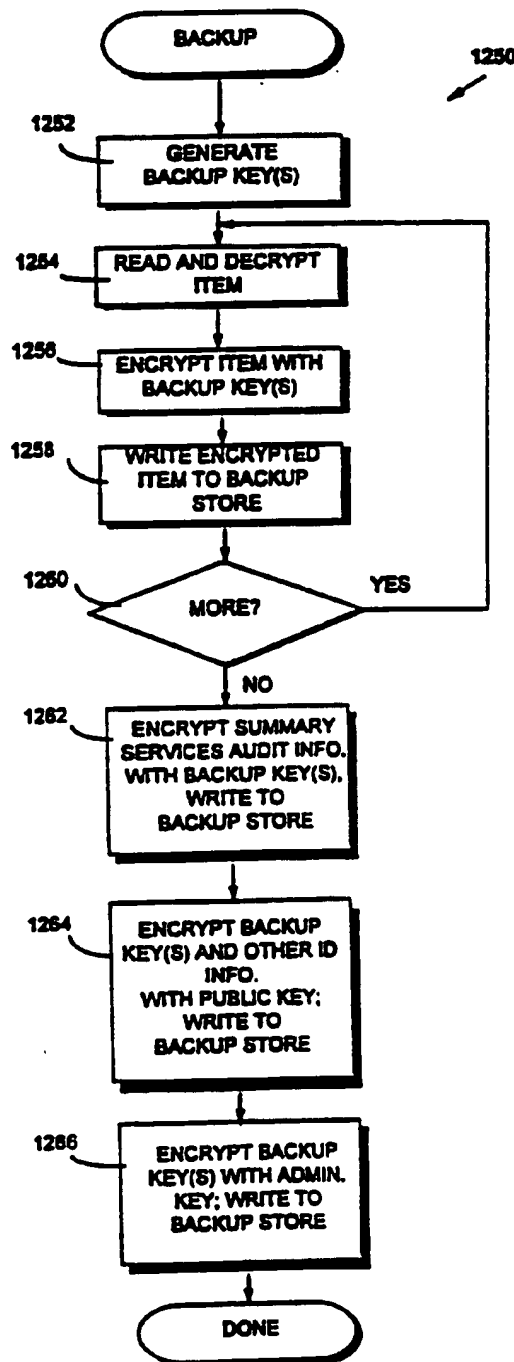 BACKUP
1250
1252
GENERATE
BACKUP KEY(S)
1254
READ AND DECRYPT
ITEM
1256
ENCRYPT ITEM WITH
BACKUP KEY(S)
1258
WRITE ENCRYPTED
ITEM TO BACKUP
STORE
1260
MORE?
YES
NO
1262
ENCRYPT SUMMARY
SERVICES AUDIT INFO.
WITH BACKUP KEY(S),
WRITE TO
BACKUP STORE
1264
ENCRYPT BACKUP
KEY(S) AND OTHER ID
INFO.
WITH PUBLIC KEY;
WRITE TO
BACKUP STORE
1266
ENCRYPT BACKUP
KEY(S) WITH ADMIN.
KEY; WRITE TO
BACKUP STORE
DONE